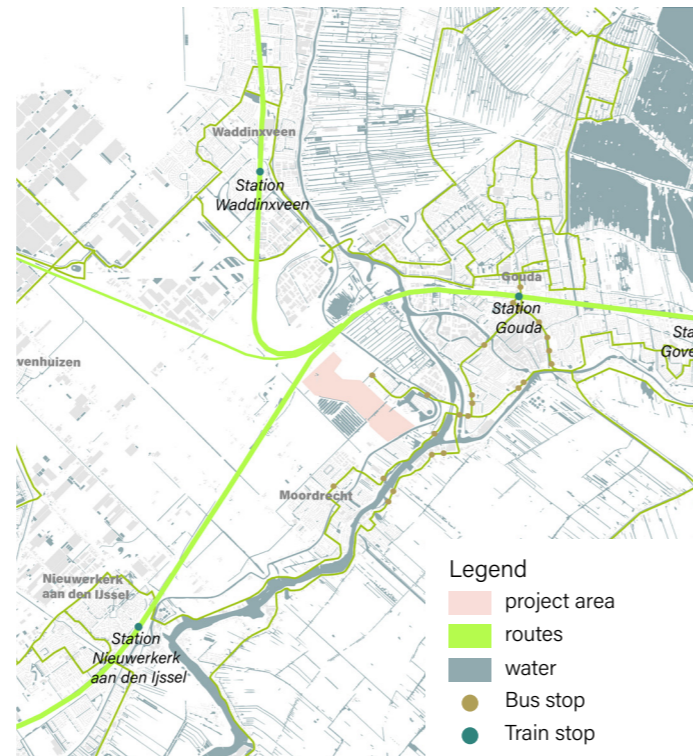 Waddinxveen
Station
Waddinxveen
Gouda
Station
Gouda
Sta
Gove
venhuizen
Moordrecht
Nieuwerkerk
aan den IJssel
Station
Nieuwerkerk
aan den Ijssel
Legend
project area
routes
water
Bus stop
Train stop